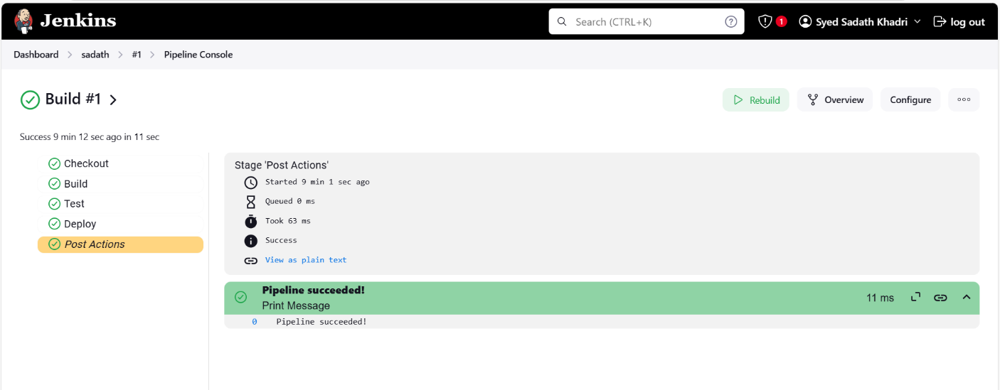 Jenkins
Search (CTRL+K)
?
1
Syed Sadath Khadri
log out
Dashboard
sadath
#1
Pipeline Console
Build #1
Rebuild
Overview
Configure
Success 9 min 12 sec ago in 11 sec
Checkout
Build
Test
Deploy
Post Actions
Stage 'Post Actions'
Started 9 min 1 sec ago
Queued 0 ms
Took 63 ms
Success
View as plain text
Pipeline succeeded!
Print Message
11 ms
0 Pipeline succeeded!